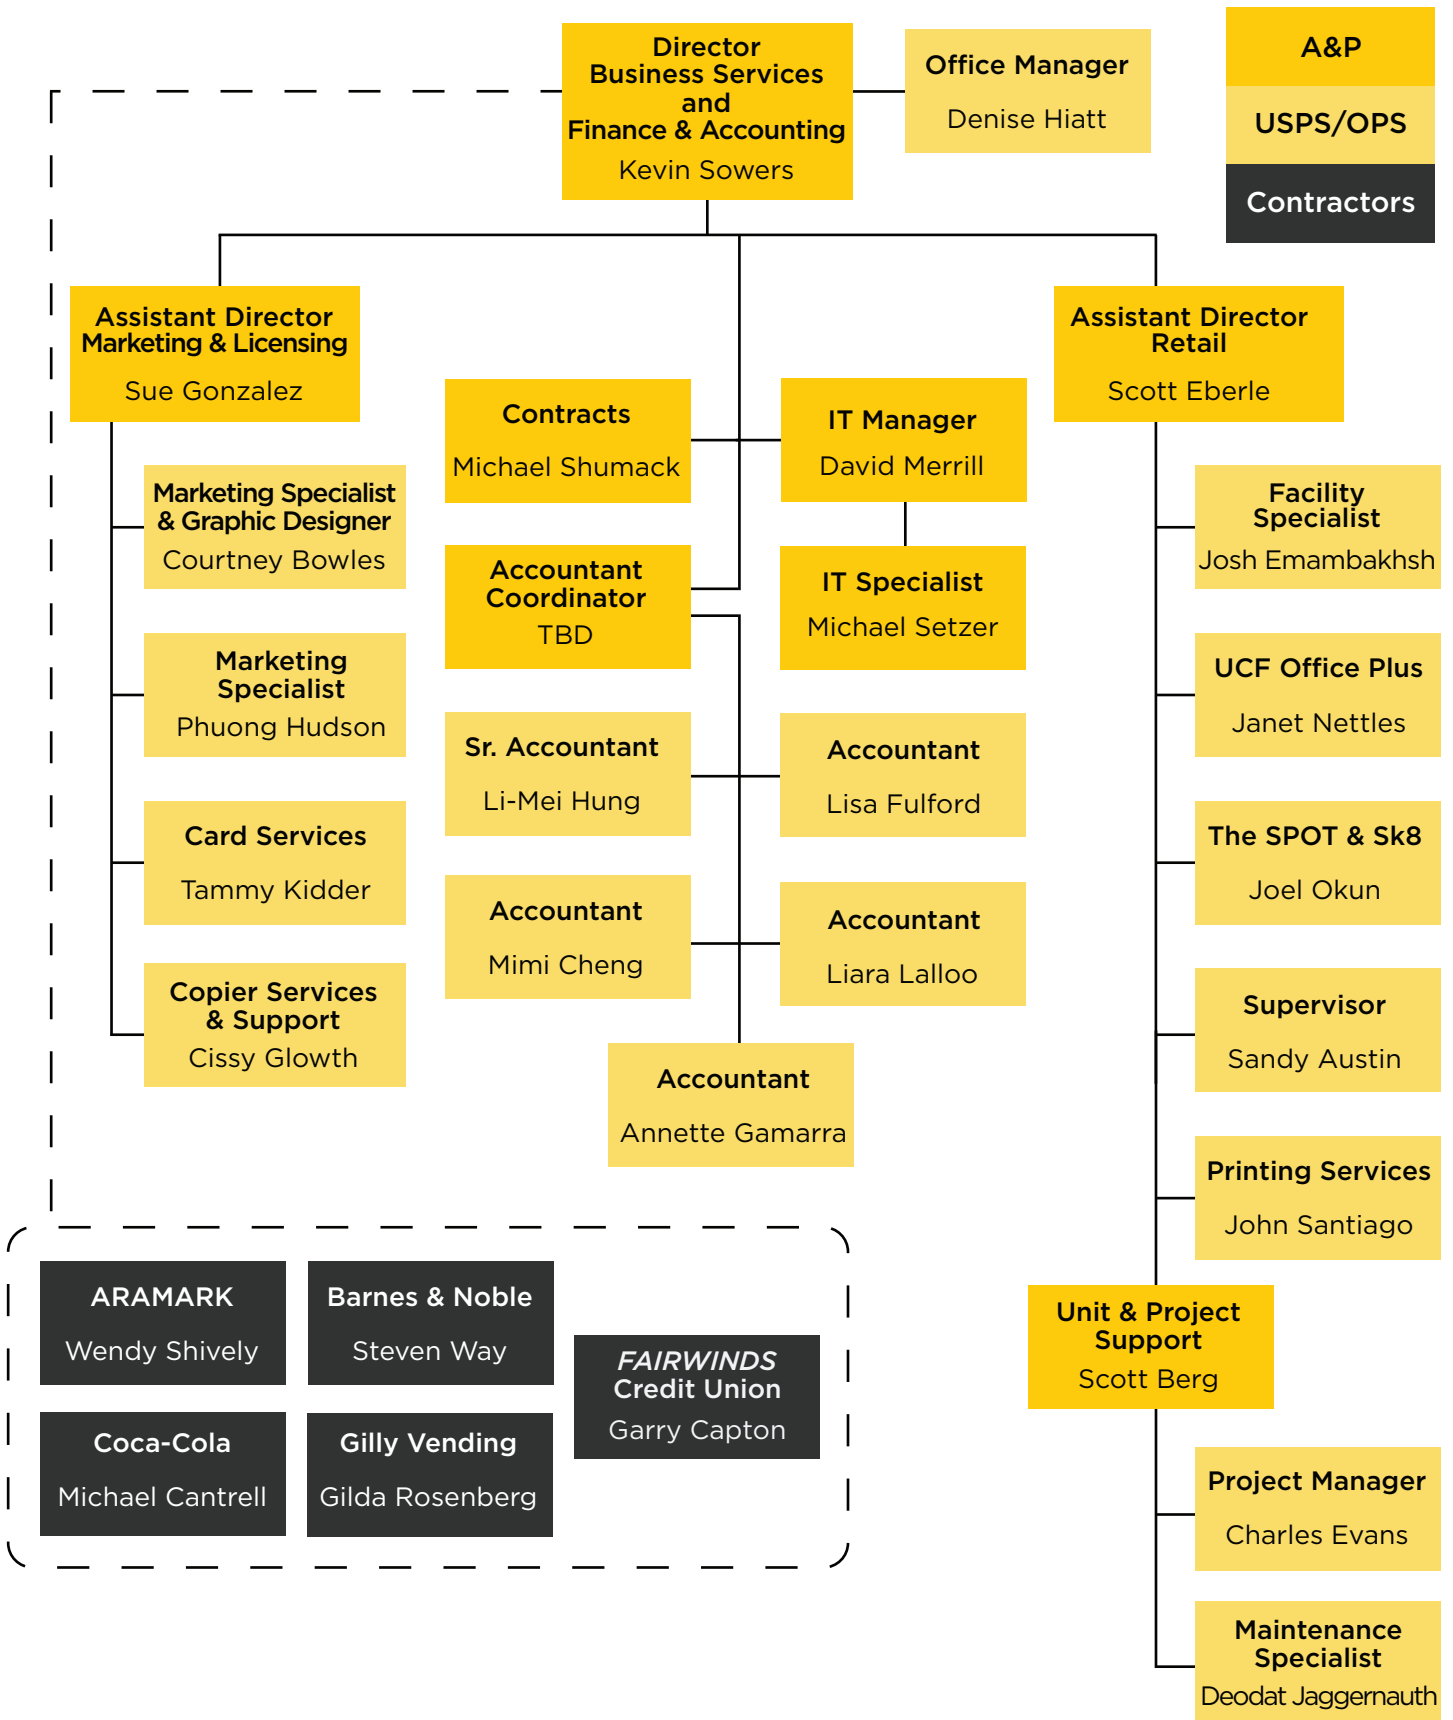 Director
Business Services
and
Finance & Accounting
Kevin Sowers
Office Manager
Denise Hiatt
A&P
USPS/OPS
Contractors
Assistant Director
Marketing & Licensing
Sue Gonzalez
Assistant Director
Retail
Scott Eberle
Contracts
Michael Shumack
IT Manager
David Merrill
Marketing Specialist
& Graphic Designer
Courtney Bowles
Facility
Specialist
Josh Emambakhsh
Accountant
Coordinator
TBD
IT Specialist
Michael Setzer
Marketing
Specialist
Phuong Hudson
UCF Office Plus
Janet Nettles
Sr. Accountant
Li-Mei Hung
Accountant
Lisa Fulford
Card Services
Tammy Kidder
The SPOT & Sk8
Joel Okun
Accountant
Mimi Cheng
Accountant
Liara Lalloo
Copier Services
& Support
Cissy Glowth
Supervisor
Sandy Austin
Accountant
Annette Gamarra
Printing Services
John Santiago
ARAMARK
Wendy Shively
Barnes & Noble
Steven Way
FAIRWINDS
Credit Union
Garry Capton
Coca-Cola
Michael Cantrell
Gilly Vending
Gilda Rosenberg
Unit & Project
Support
Scott Berg
Project Manager
Charles Evans
Maintenance
Specialist
Deodat Jaggernauth